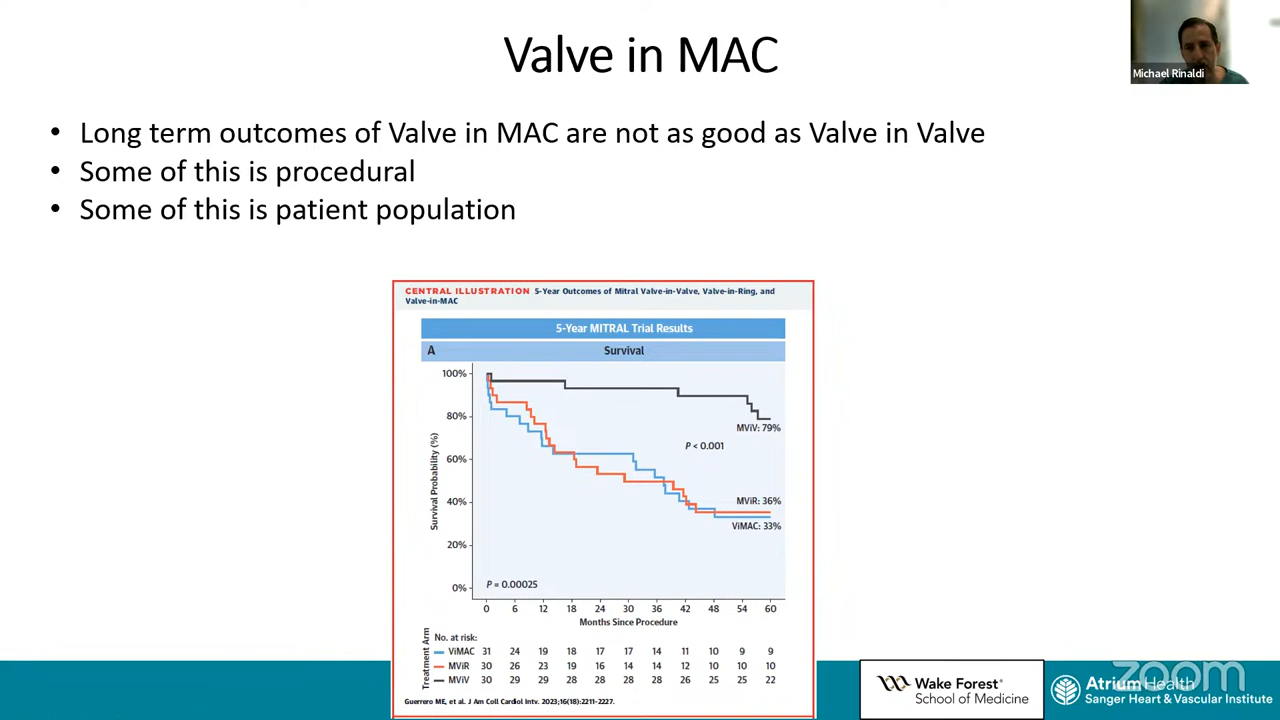 Valve in MAC
Michael Rinaldi
• Long term outcomes of Valve in MAC are not as good as Valve in Valve
• Some of this is procedural
• Some of this is patient population
CENTRAL ILLUSTRATION 5-Year Outcomes of Mitral Valve-in-Valve, Valve-in-Ring, and
Valve-in-MAC
5-Year MITRAL Trial Results
A Survival
Survival Probability (%)
100%
80%
60%
40%
20%
0%
MViV: 79%
P < 0.001
MViR: 36%
ViMAC: 33%
P = 0.00025
0 6 12 18 24 30 36 42 48 54 60
Months Since Procedure
Treatment Arm
No. at risk:
ViMAC 31 24 19 18 17 17 14 11 10 9 9
MViR 30 26 23 19 16 14 14 12 10 10 10
MViV 30 29 29 28 28 28 28 26 25 25 22
Guerrero ME, et al. J Am Coll Cardiol Intv. 2023;16(18):2211-2227.
Wake Forest®
School of Medicine
Atrium Health
Sanger Heart & Vascular Institute
zoom